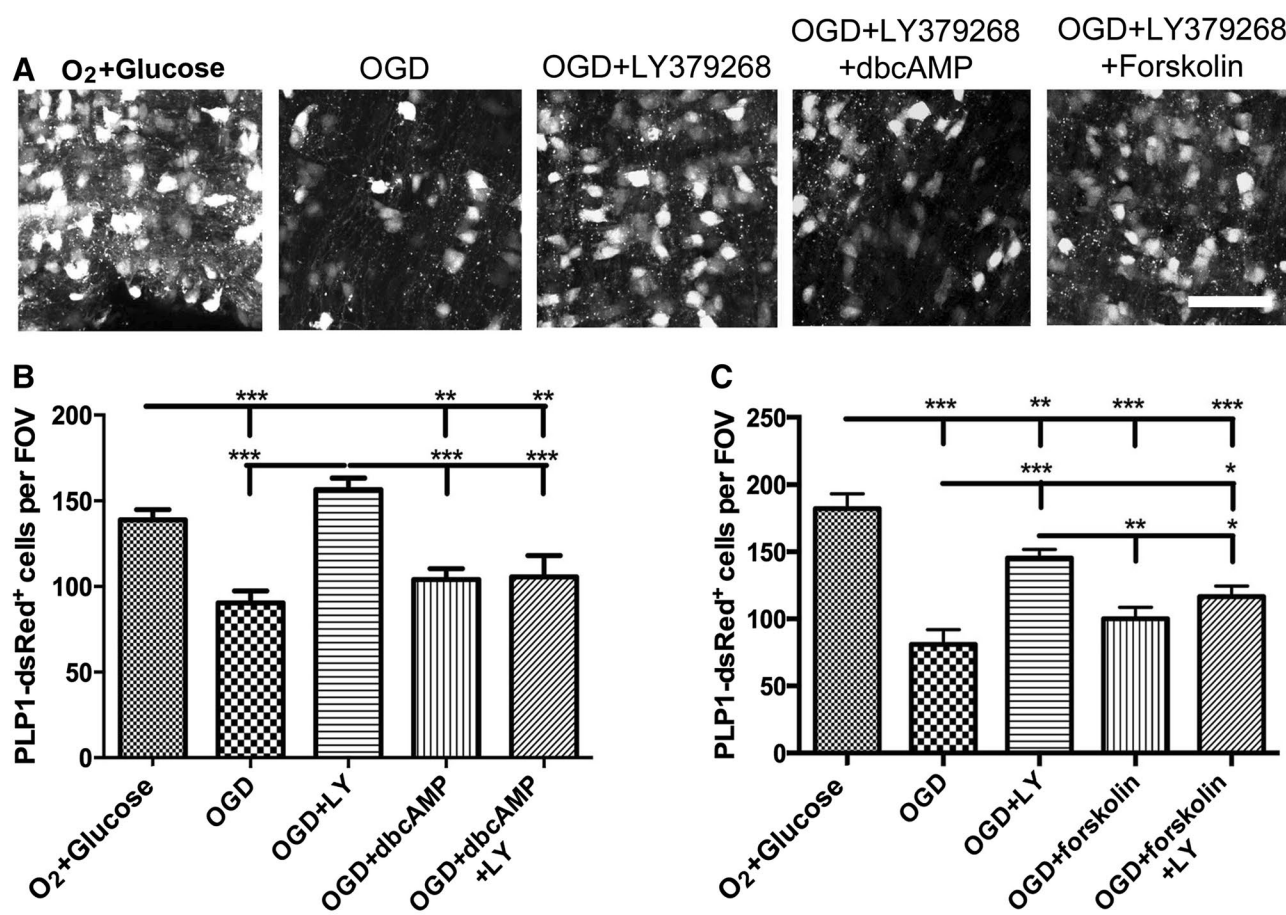 A
O2+Glucose
OGD
OGD+LY379268
OGD+LY379268
+dbcAMP
OGD+LY379268
+Forskolin
B
PLP1-dsRed+ cells per FOV
200
150
100
50
0
***
**
**
***
***
***
O2+Glucose
OGD
OGD+LY
OGD+dbcAMP
OGD+dbcAMP
+LY
C
PLP1-dsRed+ cells per FOV
250
200
150
100
50
0
***
**
***
***
***
*
**
*
O2+Glucose
OGD
OGD+LY
OGD+forskolin
OGD+forskolin
+LY